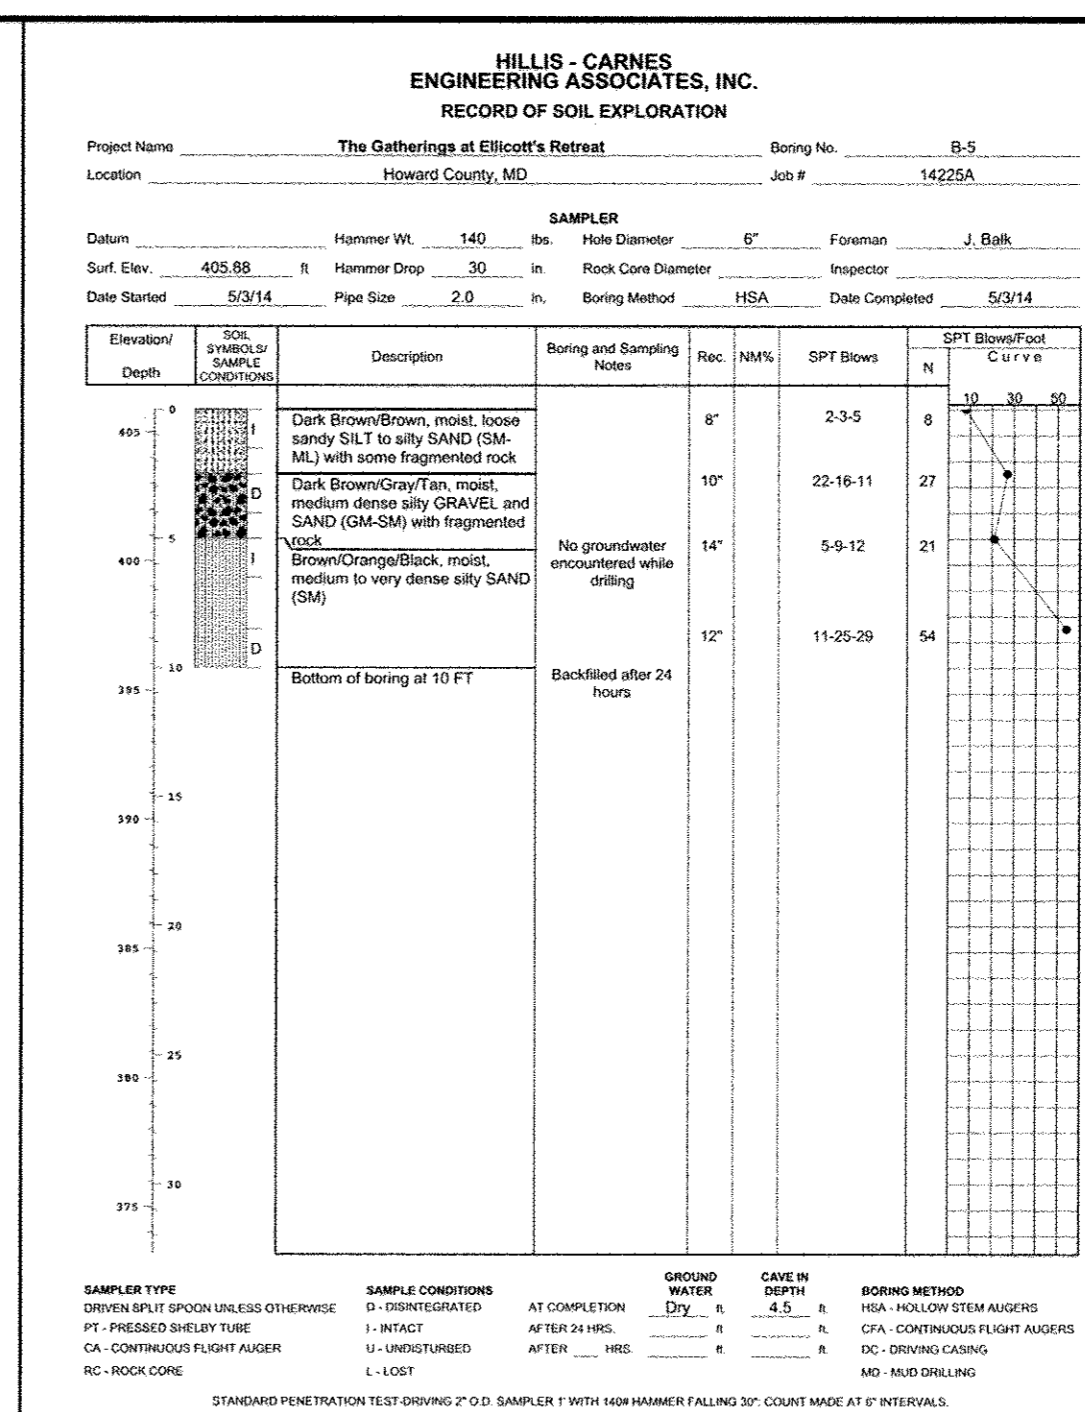 HILLIS - CARNES
ENGINEERING ASSOCIATES, INC.
RECORD OF SOIL EXPLORATION
Project Name The Gatherings at Ellicott's Retreat Boring No. B-5
Location Howard County, MD Job # 14225A
SAMPLER
Datum Hammer Wt. 140 lbs. Hole Diameter 6" Foreman J. Balk
Surf. Elev. 405.88 ft Hammer Drop 30 in. Rock Core Diameter Inspector
Date Started 5/3/14 Pipe Size 2.0 in. Boring Method HSA Date Completed 5/3/14
Elevation/
Depth
SOIL
SYMBOLS/
SAMPLE
CONDITIONS
Description
Boring and Sampling
Notes
Rec.
NM%
SPT Blows
SPT Blows/Foot
N
Curve
10 30 50
0
405
I
Dark Brown/Brown, moist, loose
sandy SILT to silty SAND (SM-
ML) with some fragmented rock
8" 2-3-5 8
D
Dark Brown/Gray/Tan, moist,
medium dense silty GRAVEL and
SAND (GM-SM) with fragmented
rock
10" 22-16-11 27
5
400
I
Brown/Orange/Black, moist,
medium to very dense silty SAND
(SM)
No groundwater
encountered while
drilling
14" 5-9-12 21
D
12" 11-25-29 54
10
395
Bottom of boring at 10 FT
Backfilled after 24
hours
15
390
20
385
25
380
30
375
SAMPLER TYPE
DRIVEN SPLIT SPOON UNLESS OTHERWISE
PT - PRESSED SHELBY TUBE
CA - CONTINUOUS FLIGHT AUGER
RC - ROCK CORE
SAMPLE CONDITIONS
D - DISINTEGRATED
I - INTACT
U - UNDISTURBED
L - LOST
GROUND
WATER
CAVE IN
DEPTH
AT COMPLETION Dry ft. 4.5 ft.
AFTER 24 HRS. ft. ft.
AFTER HRS. ft. ft.
BORING METHOD
HSA - HOLLOW STEM AUGERS
CFA - CONTINUOUS FLIGHT AUGERS
DC - DRIVING CASING
MD - MUD DRILLING
STANDARD PENETRATION TEST-DRIVING 2" O.D. SAMPLER 1' WITH 140# HAMMER FALLING 30": COUNT MADE AT 6" INTERVALS.